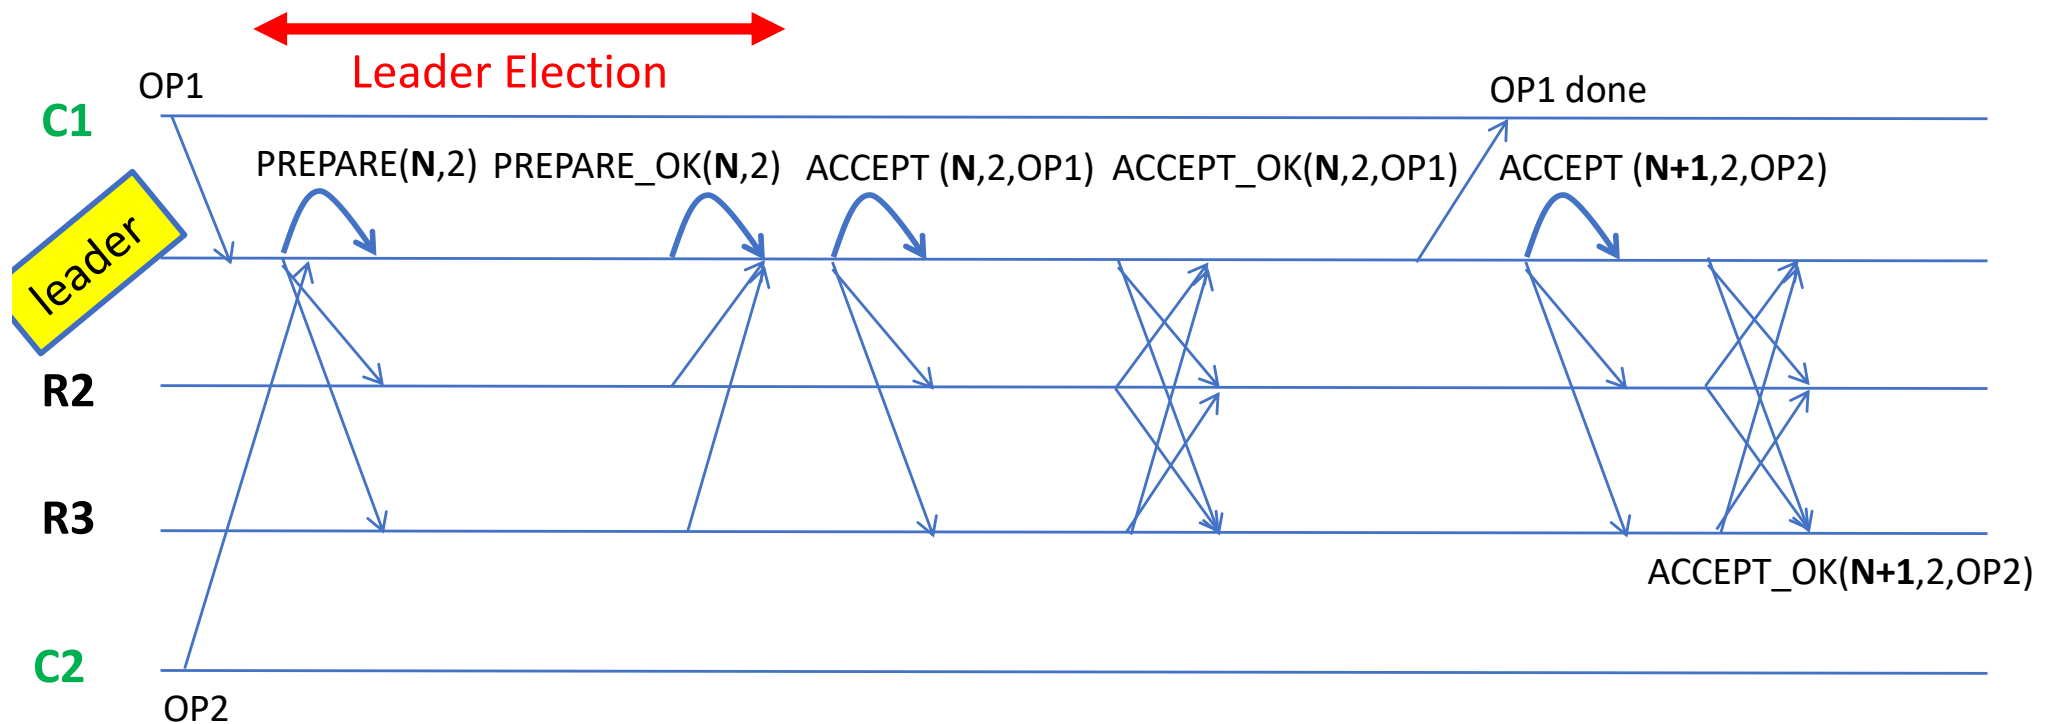 Leader Election
OP1
OP1 done
C1
PREPARE(N,2)
PREPARE_OK(N,2)
ACCEPT (N,2,OP1)
ACCEPT_OK(N,2,OP1)
ACCEPT (N+1,2,OP2)
leader
R2
R3
ACCEPT_OK(N+1,2,OP2)
C2
OP2